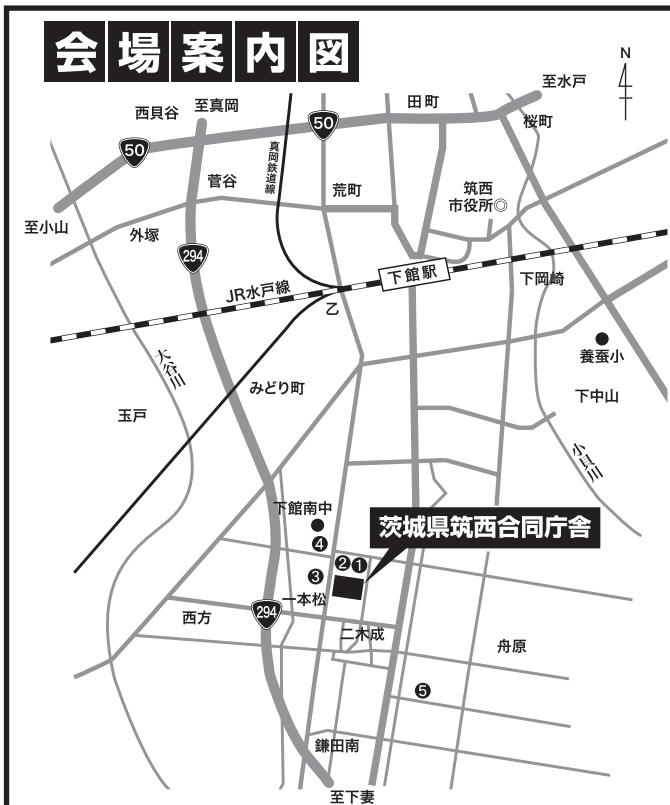 会場案内図
N
至水戸
田町
西貝谷
至真岡
桜町
50
50
真岡鉄道線
菅谷
荒町
筑西
市役所◎
至小山
外塚
294
下館駅
下岡崎
JR水戸線
乙
養蚕小
大谷川
みどり町
下中山
玉戸
小貝川
下館南中
茨城県筑西合同庁舎
④
②
①
③
一本松
294
西方
二木成
舟原
⑤
鎌田南
至下妻